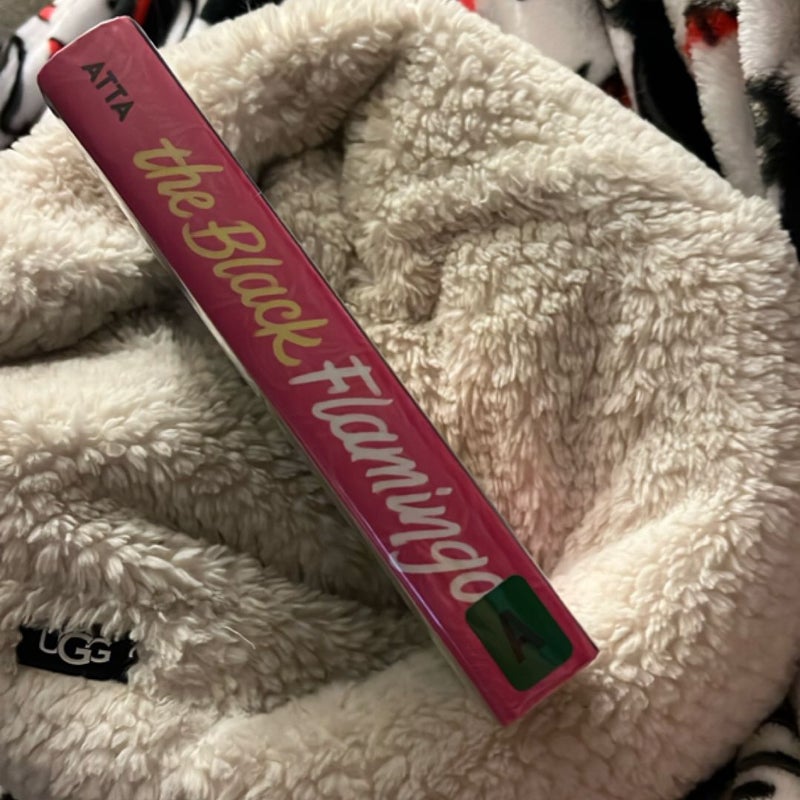 ATTA
the Black Flamingo
A
UGG